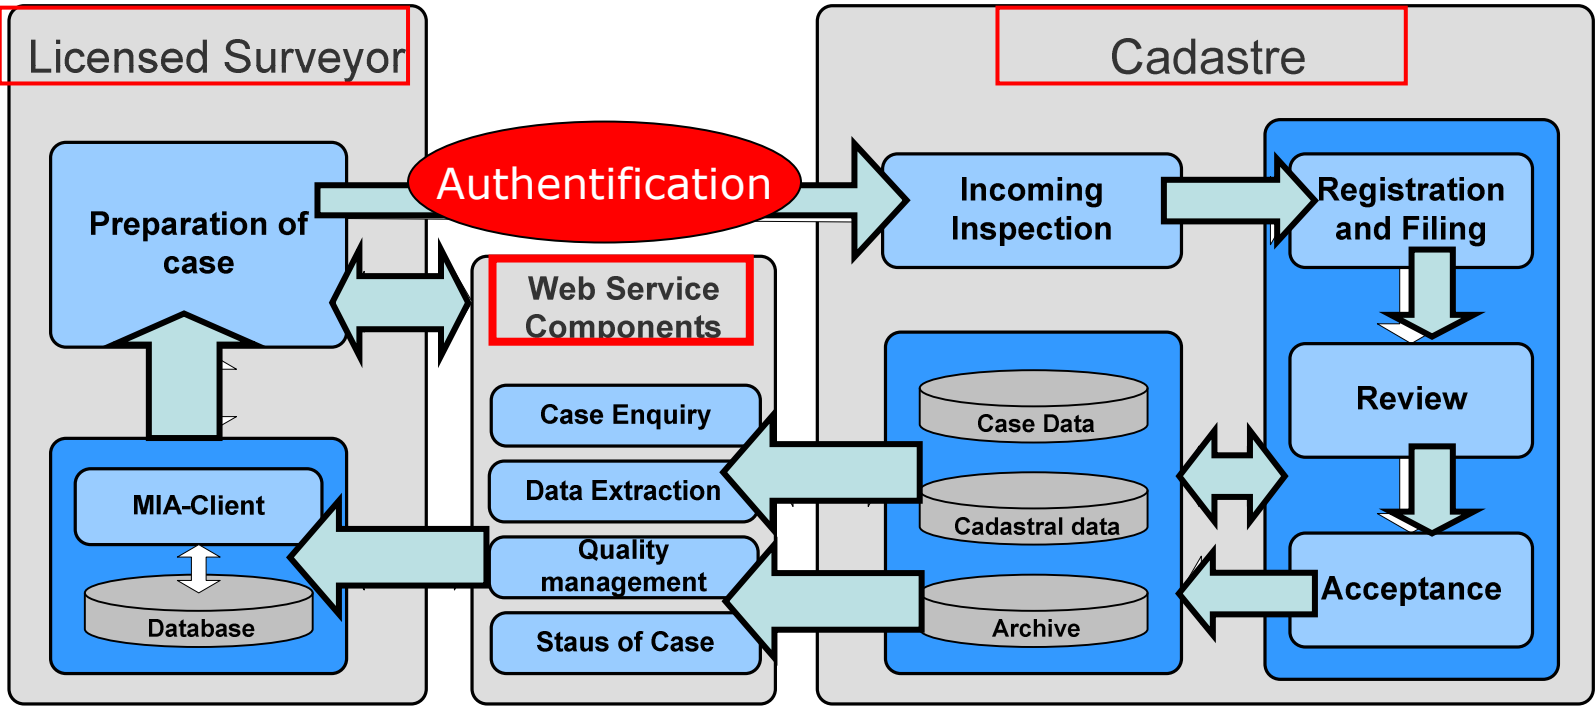 Licensed Surveyor
Cadastre
Authentification
Preparation of
case
Incoming
Inspection
Registration
and Filing
Web Service
Components
Case Enquiry
Data Extraction
Quality
management
Staus of Case
MIA-Client
Database
Case Data
Cadastral data
Archive
Review
Acceptance